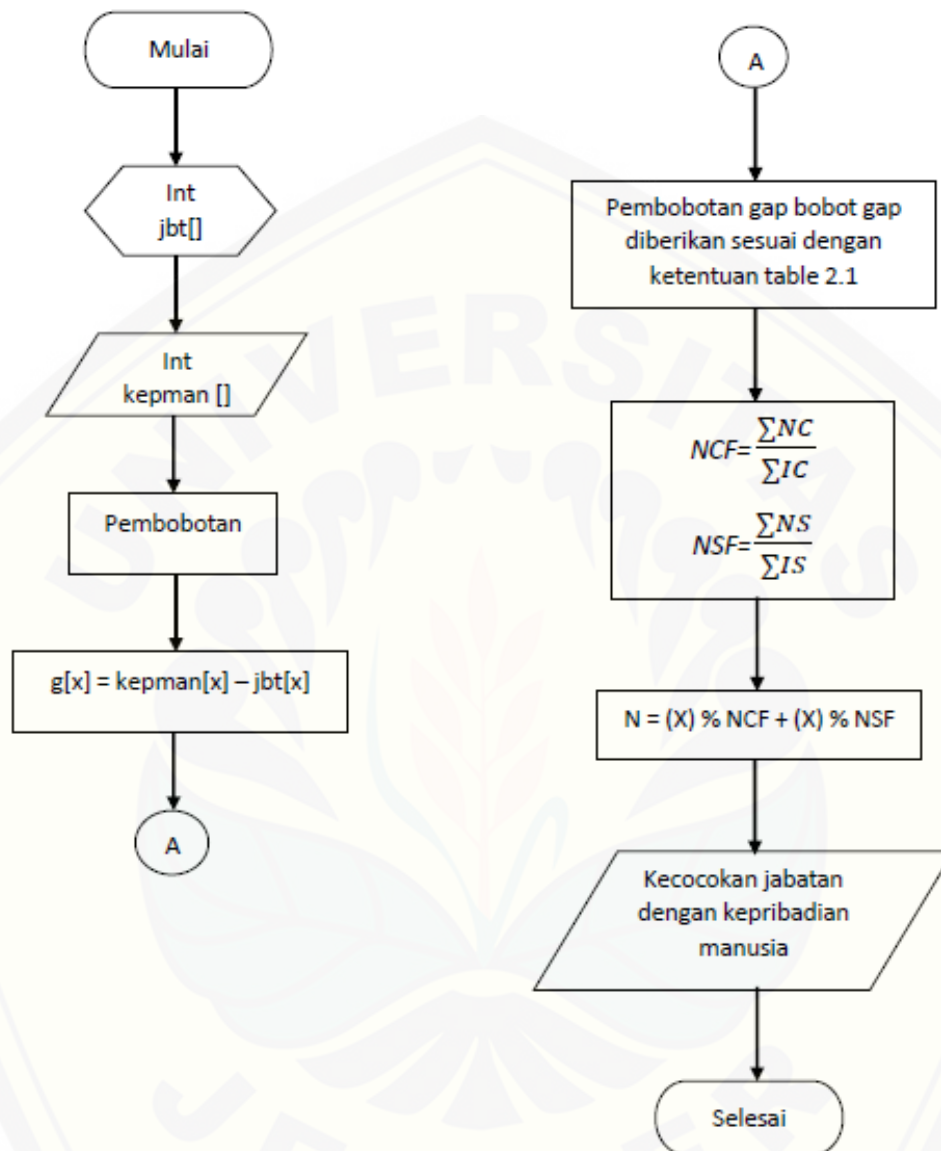 Mulai
Int
jbt[]
Int
kepman []
Pembobotan
g[x] = kepman[x] – jbt[x]
A
A
Pembobotan gap bobot gap
diberikan sesuai dengan
ketentuan table 2.1
NCF= ∑NC / ∑IC
NSF= ∑NS / ∑IS
N = (X) % NCF + (X) % NSF
Kecocokan jabatan
dengan kepribadian
manusia
Selesai
UNIVERSITAS